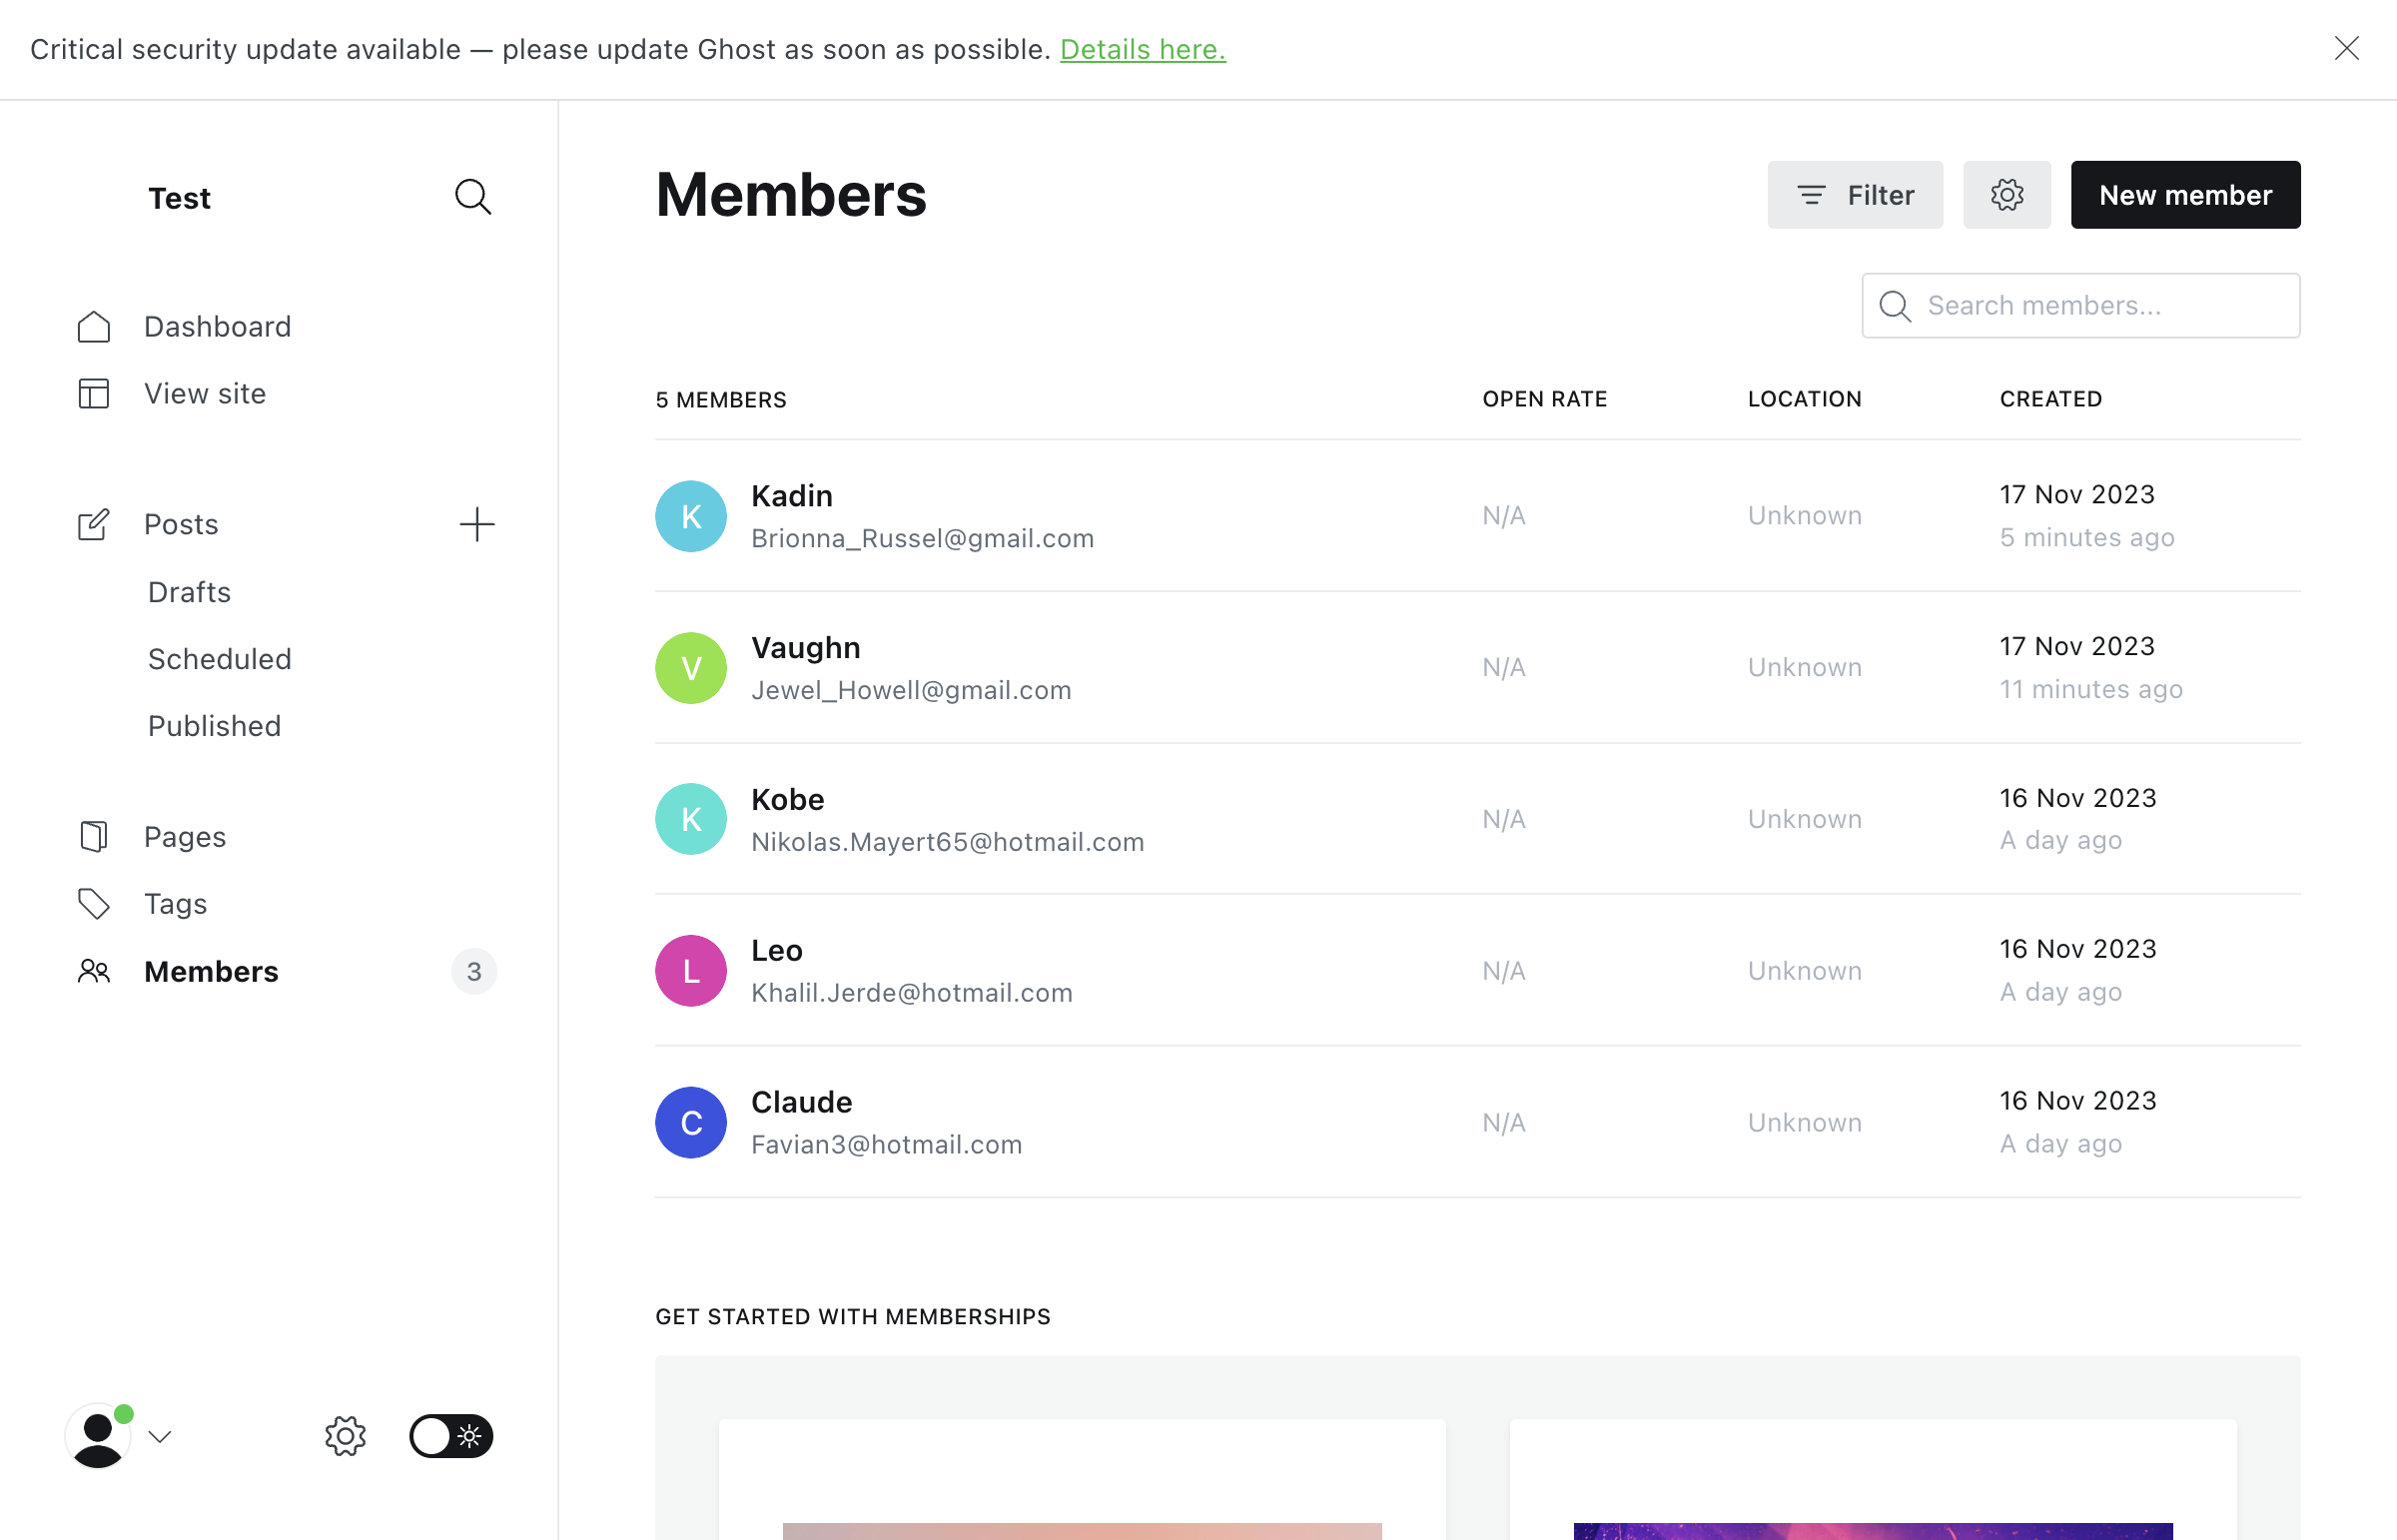 Critical security update available — please update Ghost as soon as possible. Details here.
Test
Dashboard
View site
Posts
Drafts
Scheduled
Published
Pages
Tags
Members 3
Members
Filter
New member
Search members...
5 MEMBERS OPEN RATE LOCATION CREATED
K
Kadin
Brionna_Russel@gmail.com
N/A
Unknown
17 Nov 2023
5 minutes ago
V
Vaughn
Jewel_Howell@gmail.com
N/A
Unknown
17 Nov 2023
11 minutes ago
K
Kobe
Nikolas.Mayert65@hotmail.com
N/A
Unknown
16 Nov 2023
A day ago
L
Leo
Khalil.Jerde@hotmail.com
N/A
Unknown
16 Nov 2023
A day ago
C
Claude
Favian3@hotmail.com
N/A
Unknown
16 Nov 2023
A day ago
GET STARTED WITH MEMBERSHIPS